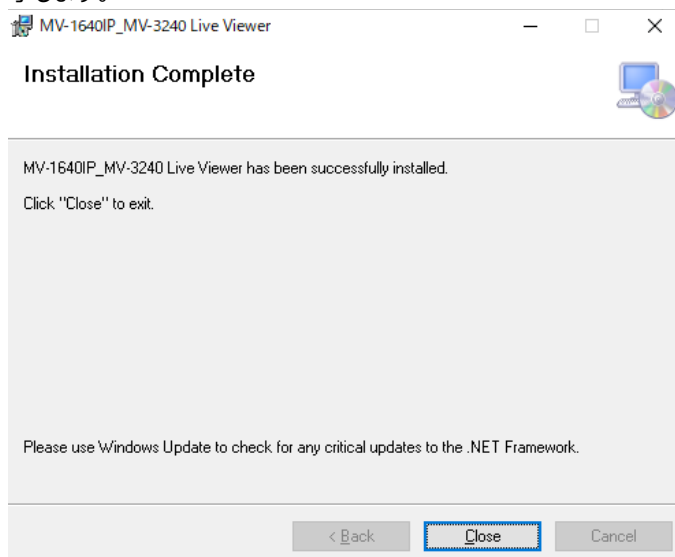 MV-1640IP_MV-3240 Live Viewer
Installation Complete
MV-1640IP_MV-3240 Live Viewer has been successfully installed.
Click "Close" to exit.
Please use Windows Update to check for any critical updates to the .NET Framework.
< Back
Close
Cancel